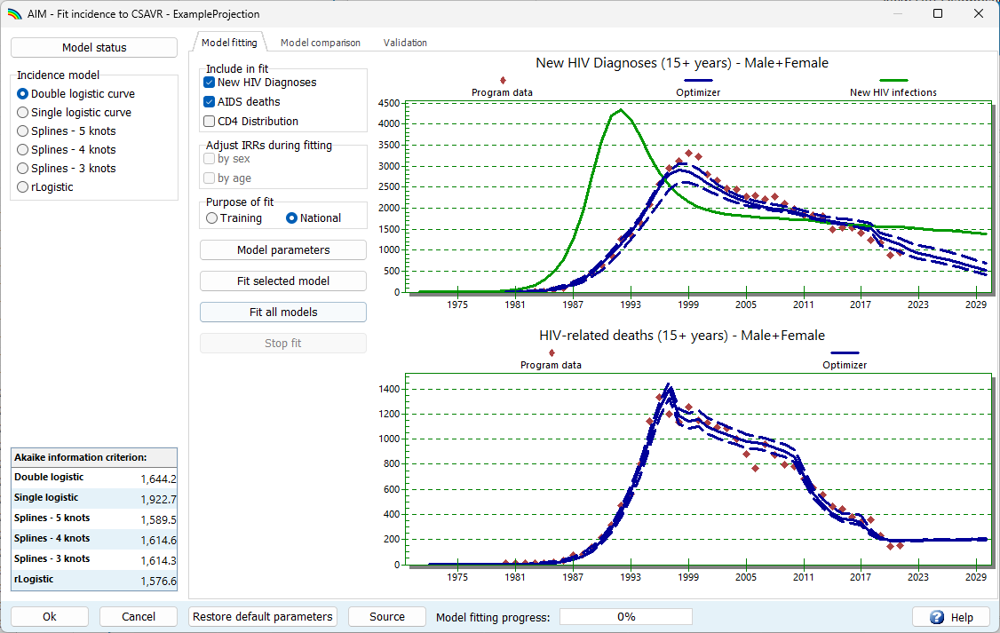 AIM - Fit incidence to CSAVR - ExampleProjection
Model status
Incidence model
Double logistic curve
Single logistic curve
Splines - 5 knots
Splines - 4 knots
Splines - 3 knots
rLogistic
Akaike information criterion:
Double logistic 1,644.2
Single logistic 1,922.7
Splines - 5 knots 1,589.5
Splines - 4 knots 1,614.6
Splines - 3 knots 1,614.3
rLogistic 1,576.6
Model fitting Model comparison Validation
Include in fit
New HIV Diagnoses
AIDS deaths
CD4 Distribution
Adjust IRRs during fitting
by sex
by age
Purpose of fit
Training National
Model parameters
Fit selected model
Fit all models
Stop fit
New HIV Diagnoses (15+ years) - Male+Female
Program data Optimizer New HIV infections
4500
4000
3500
3000
2500
2000
1500
1000
500
0
1975 1981 1987 1993 1999 2005 2011 2017 2023 2029
HIV-related deaths (15+ years) - Male+Female
Program data Optimizer
1400
1200
1000
800
600
400
200
0
1975 1981 1987 1993 1999 2005 2011 2017 2023 2029
Ok Cancel Restore default parameters Source Model fitting progress: 0% Help